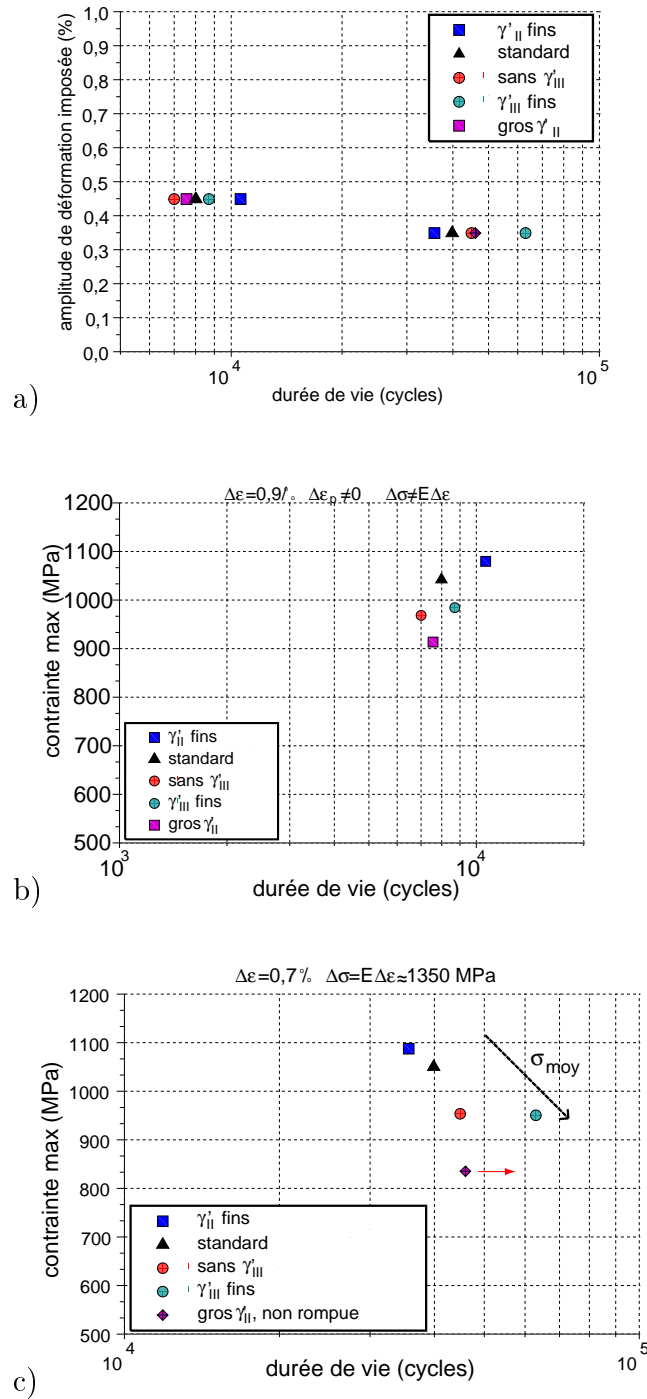 1,0
0,9
0,8
0,7
0,6
0,5
0,4
0,3
0,2
0,1
0,0
amplitude de déformation imposée (%)
γ'II fins
standard
sans γ'III
γ'III fins
gros γ'II
10^4
10^5
durée de vie (cycles)
a)
Δε=0,9% Δεp≠0 Δσ≠EΔε
1200
1100
1000
900
800
700
600
500
contrainte max (MPa)
γ'II fins
standard
sans γ'III
γ'III fins
gros γ'II
10^3
10^4
durée de vie (cycles)
b)
Δε=0,7% Δσ=EΔε≈1350 MPa
1200
1100
1000
900
800
700
600
500
contrainte max (MPa)
σmoy
γ'II fins
standard
sans γ'III
γ'III fins
gros γ'II, non rompue
10^4
10^5
durée de vie (cycles)
c)